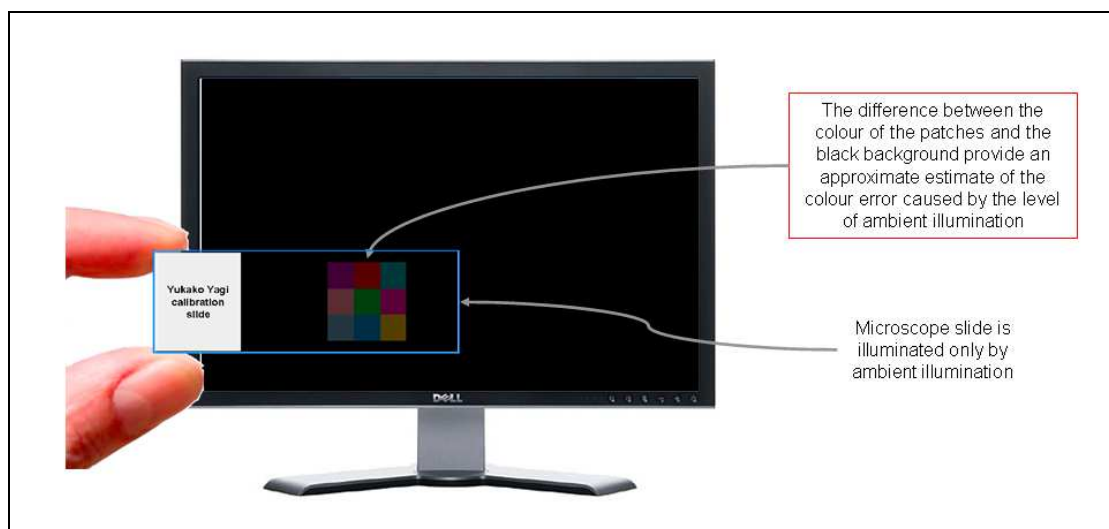 The difference between the
colour of the patches and the
black background provide an
approximate estimate of the
colour error caused by the level
of ambient illumination
Yukako Yagi
calibration
slide
Microscope slide is
illuminated only by
ambient illumination
DELL